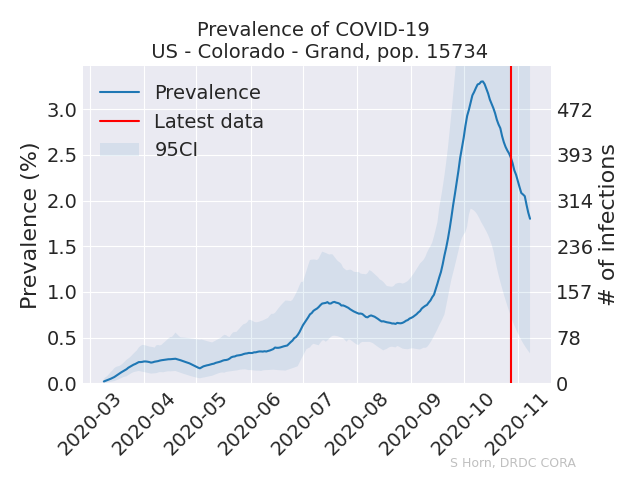 Prevalence of COVID-19
US - Colorado - Grand, pop. 15734
Prevalence
Latest data
95CI
Prevalence (%)
3.0
2.5
2.0
1.5
1.0
0.5
0.0
472
393
314
236
157
78
0
# of infections
2020-03
2020-04
2020-05
2020-06
2020-07
2020-08
2020-09
2020-10
2020-11
S Horn, DRDC CORA